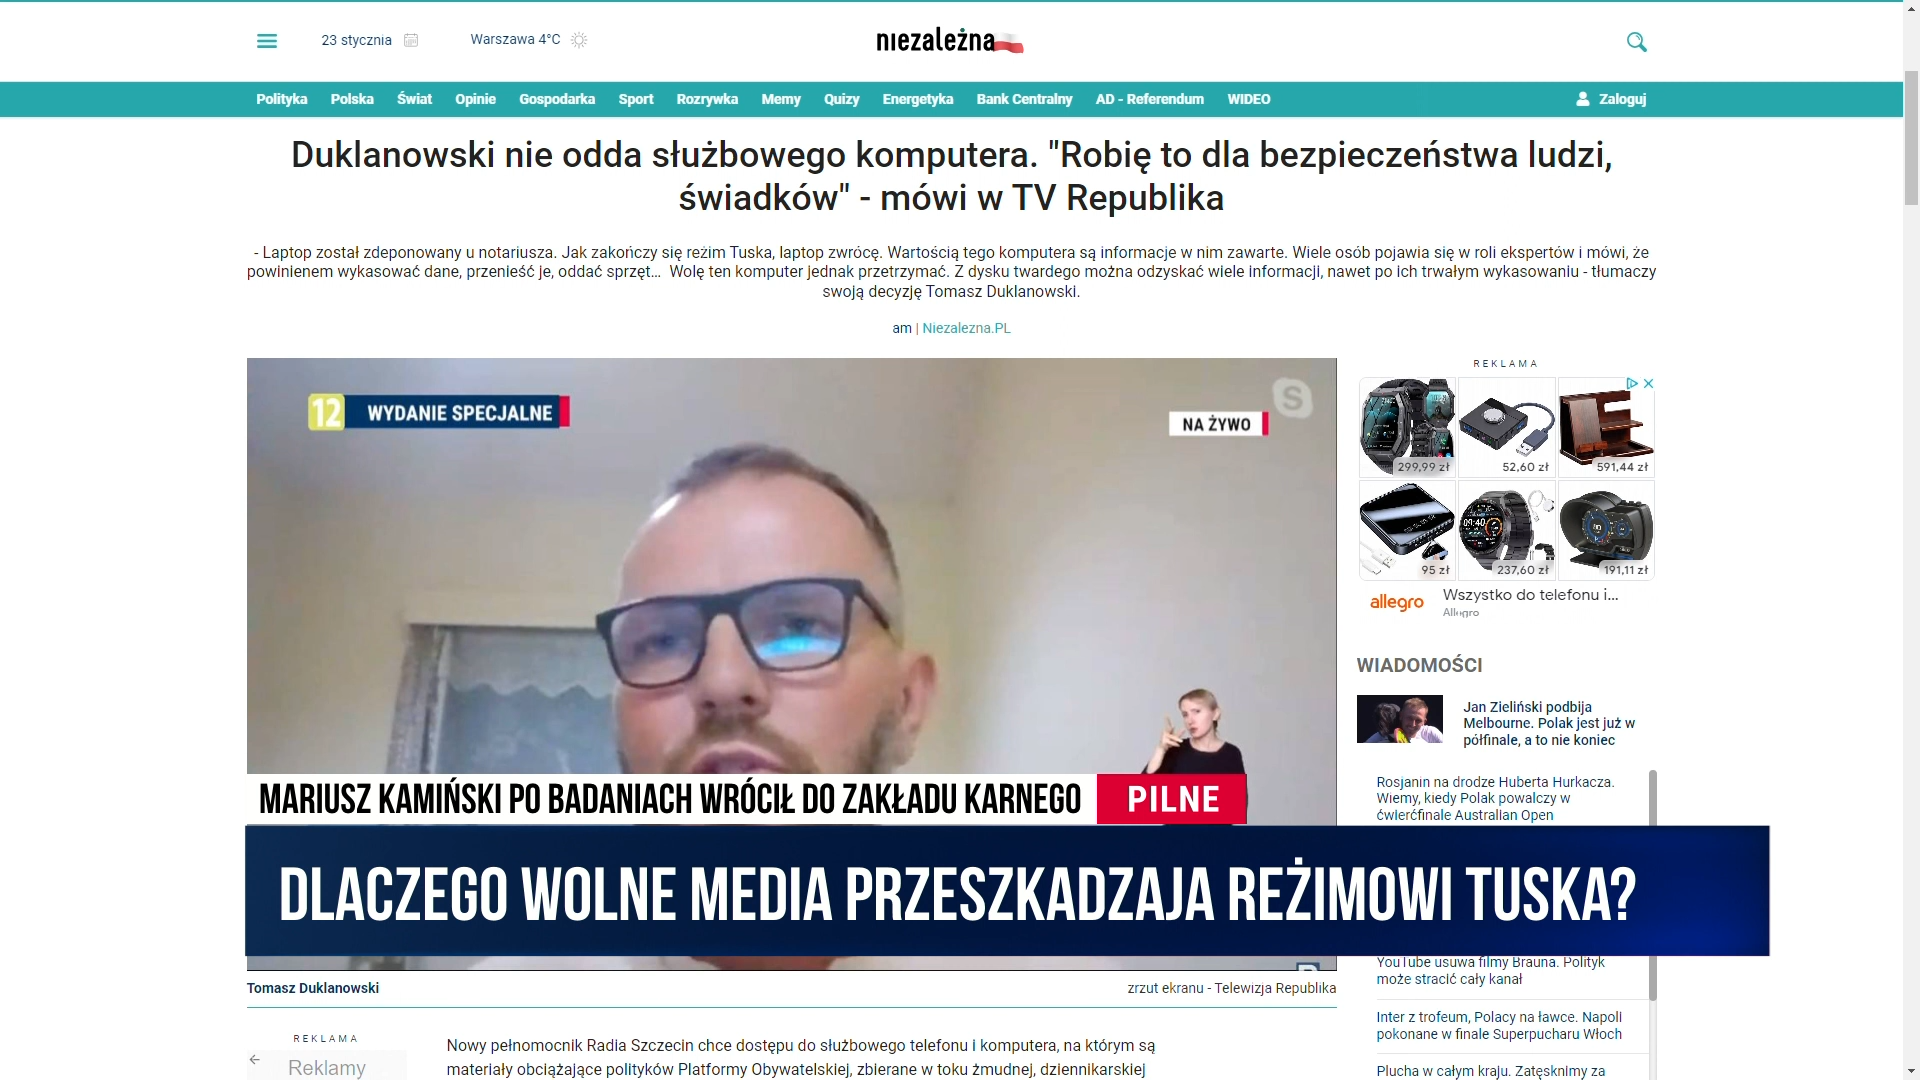 23 stycznia
Warszawa 4°C
niezależna
Polityka Polska Świat Opinie Gospodarka Sport Rozrywka Memy Quizy Energetyka Bank Centralny AD - Referendum WIDEO Zaloguj
Duklanowski nie odda służbowego komputera. "Robię to dla bezpieczeństwa ludzi,
świadków" - mówi w TV Republika
- Laptop został zdeponowany u notariusza. Jak zakończy się reżim Tuska, laptop zwrócę. Wartością tego komputera są informacje w nim zawarte. Wiele osób pojawia się w roli ekspertów i mówi, że
powinienem wykasować dane, przenieść je, oddać sprzęt... Wolę ten komputer jednak przetrzymać. Z dysku twardego można odzyskać wiele informacji, nawet po ich trwałym wykasowaniu - tłumaczy
swoją decyzję Tomasz Duklanowski.
am | Niezalezna.PL
12 WYDANIE SPECJALNE
S
NA ŻYWO
MARIUSZ KAMIŃSKI PO BADANIACH WRÓCIŁ DO ZAKŁADU KARNEGO
PILNE
DLACZEGO WOLNE MEDIA PRZESZKADZAJA REŻIMOWI TUSKA?
Tomasz Duklanowski
zrzut ekranu - Telewizja Republika
REKLAMA
Reklamy
Nowy pełnomocnik Radia Szczecin chce dostępu do służbowego telefonu i komputera, na którym są
materiały obciążające polityków Platformy Obywatelskiej, zbierane w toku żmudnej, dziennikarskiej
REKLAMA
299,99 zł
52,60 zł
591,44 zł
95 zł
09:40
237,60 zł
191,11 zł
allegro
Wszystko do telefonu i...
Allegro
WIADOMOŚCI
Jan Zieliński podbija
Melbourne. Polak jest już w
półfinale, a to nie koniec
Rosjanin na drodze Huberta Hurkacza.
Wiemy, kiedy Polak powalczy w
ćwierćfinale Australian Open
YouTube usuwa filmy Brauna. Polityk
może stracić cały kanał
Inter z trofeum, Polacy na ławce. Napoli
pokonane w finale Superpucharu Włoch
Plucha w całym kraju. Zatęsknimy za